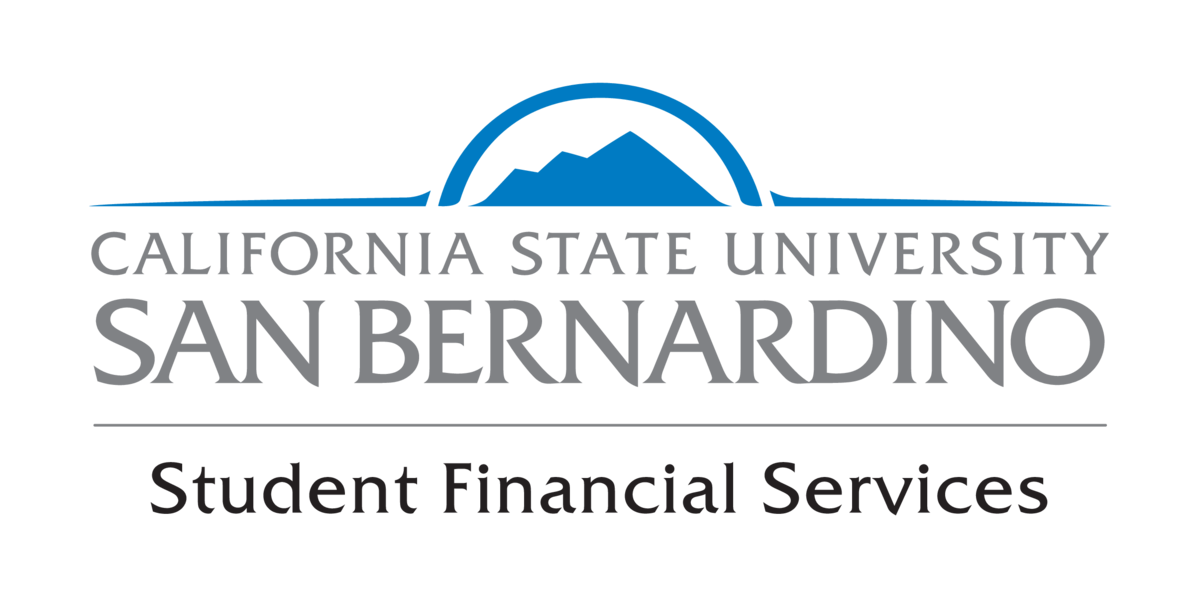 CALIFORNIA STATE UNIVERSITY
SAN BERNARDINO
Student Financial Services